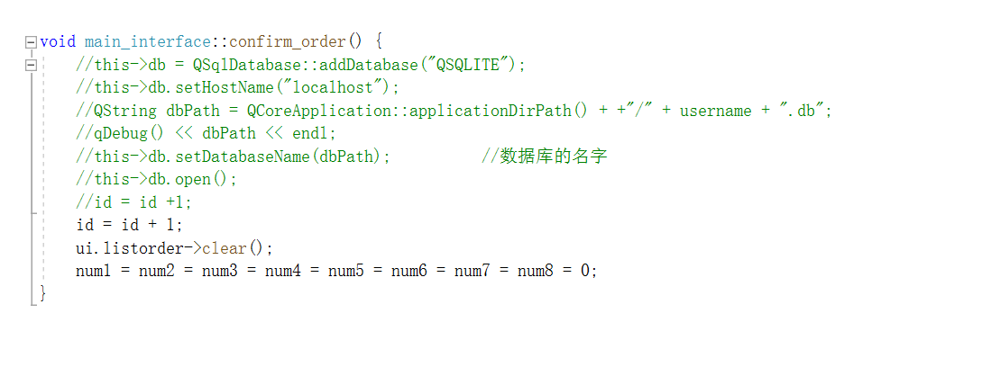 void main_interface::confirm_order() {
//this->db = QSqlDatabase::addDatabase("QSQLITE");
//this->db.setHostName("localhost");
//QString dbPath = QCoreApplication::applicationDirPath() + +"/" + username + ".db";
//qDebug() << dbPath << endl;
//this->db.setDatabaseName(dbPath);          //数据库的名字
//this->db.open();
//id = id +1;
id = id + 1;
ui.listorder->clear();
num1 = num2 = num3 = num4 = num5 = num6 = num7 = num8 = 0;
}